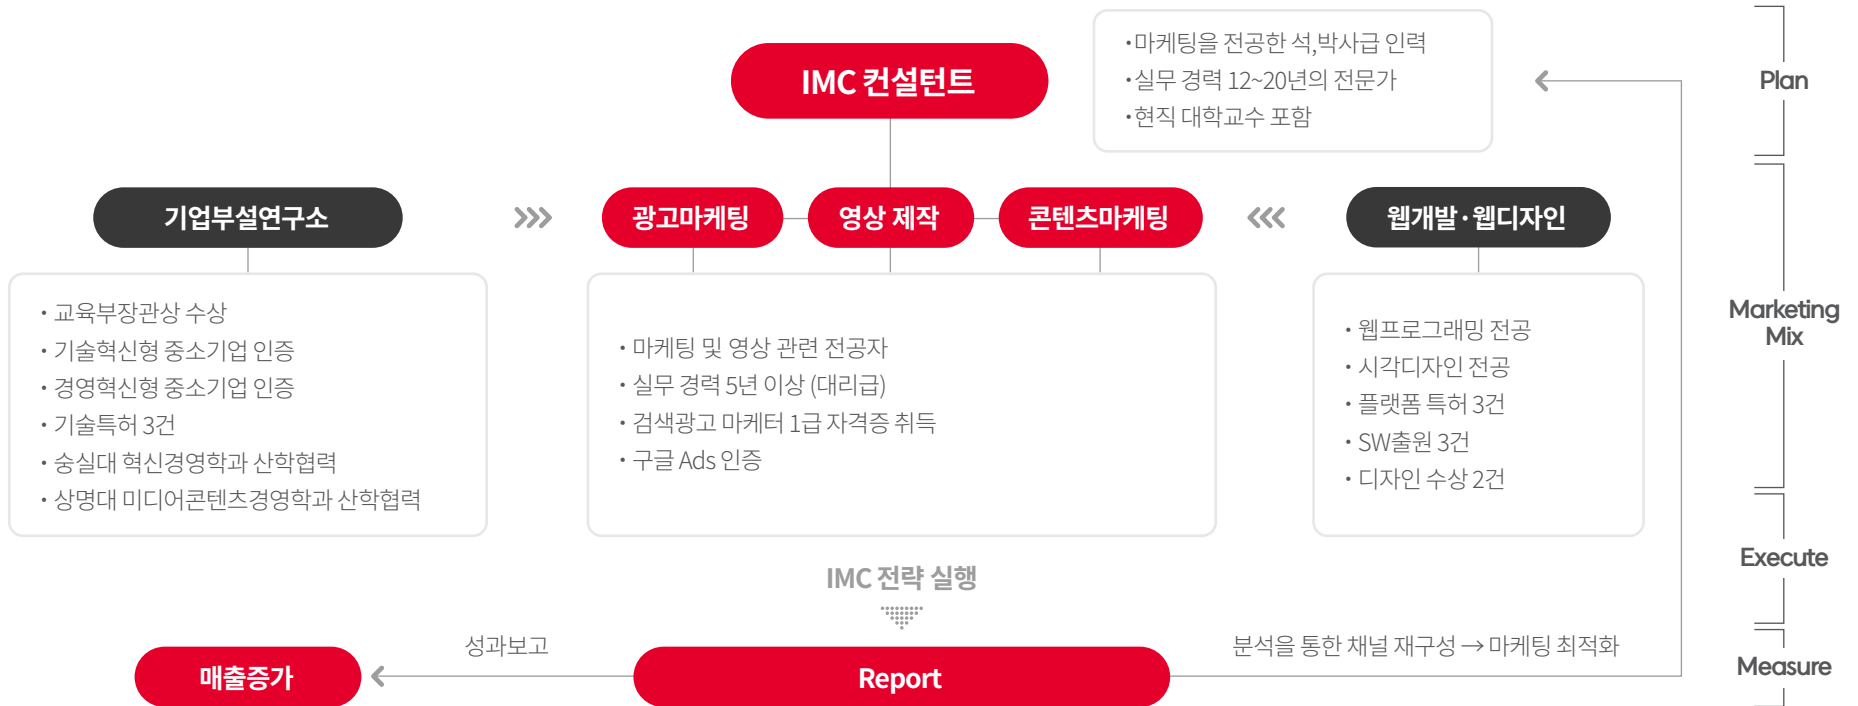 IMC 컨설턴트
・마케팅을 전공한 석,박사급 인력
・실무 경력 12~20년의 전문가
・현직 대학교수 포함
Plan
기업부설연구소
광고마케팅
영상 제작
콘텐츠마케팅
웹개발·웹디자인
・교육부장관상 수상
・기술혁신형 중소기업 인증
・경영혁신형 중소기업 인증
・기술특허 3건
・숭실대 혁신경영학과 산학협력
・상명대 미디어콘텐츠경영학과 산학협력
・마케팅 및 영상 관련 전공자
・실무 경력 5년 이상 (대리급)
・검색광고 마케터 1급 자격증 취득
・구글 Ads 인증
・웹프로그래밍 전공
・시각디자인 전공
・플랫폼 특허 3건
・SW출원 3건
・디자인 수상 2건
Marketing
Mix
IMC 전략 실행
Execute
매출증가
성과보고
Report
분석을 통한 채널 재구성 → 마케팅 최적화
Measure